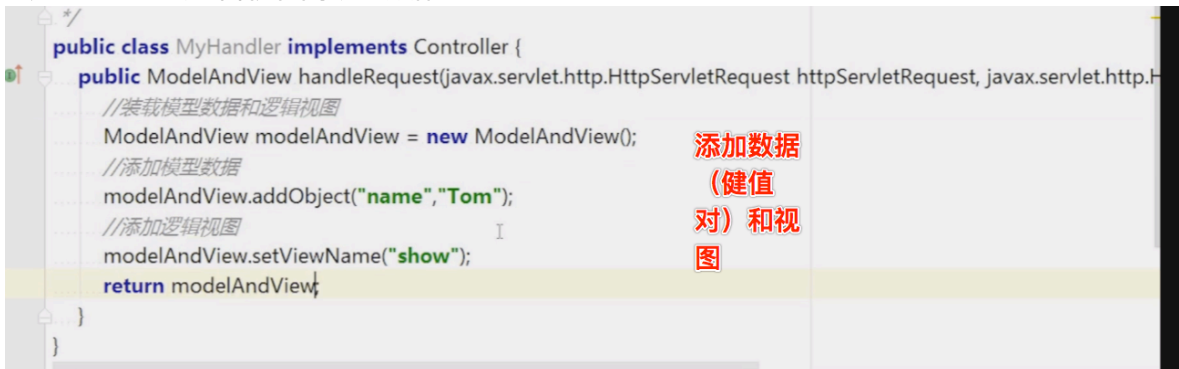 */
public class MyHandler implements Controller {
public ModelAndView handleRequest(javax.servlet.http.HttpServletRequest httpServletRequest, javax.servlet.http.H
//装载模型数据和逻辑视图
ModelAndView modelAndView = new ModelAndView();
//添加模型数据
modelAndView.addObject("name","Tom");
//添加逻辑视图
modelAndView.setViewName("show");
return modelAndView;
}
}
添加数据
（健值
对）和视
图